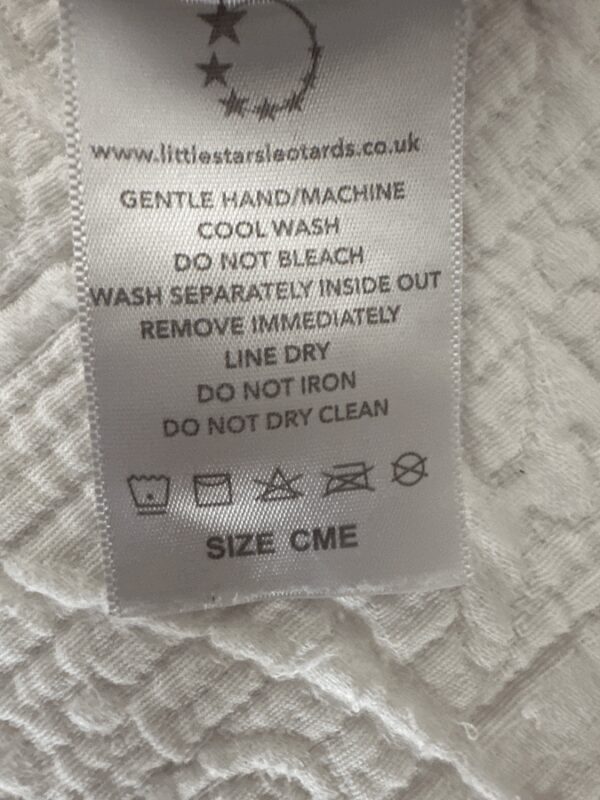 www.littlestarsleotards.co.uk
GENTLE HAND/MACHINE
COOL WASH
DO NOT BLEACH
WASH SEPARATELY INSIDE OUT
REMOVE IMMEDIATELY
LINE DRY
DO NOT IRON
DO NOT DRY CLEAN
SIZE CME